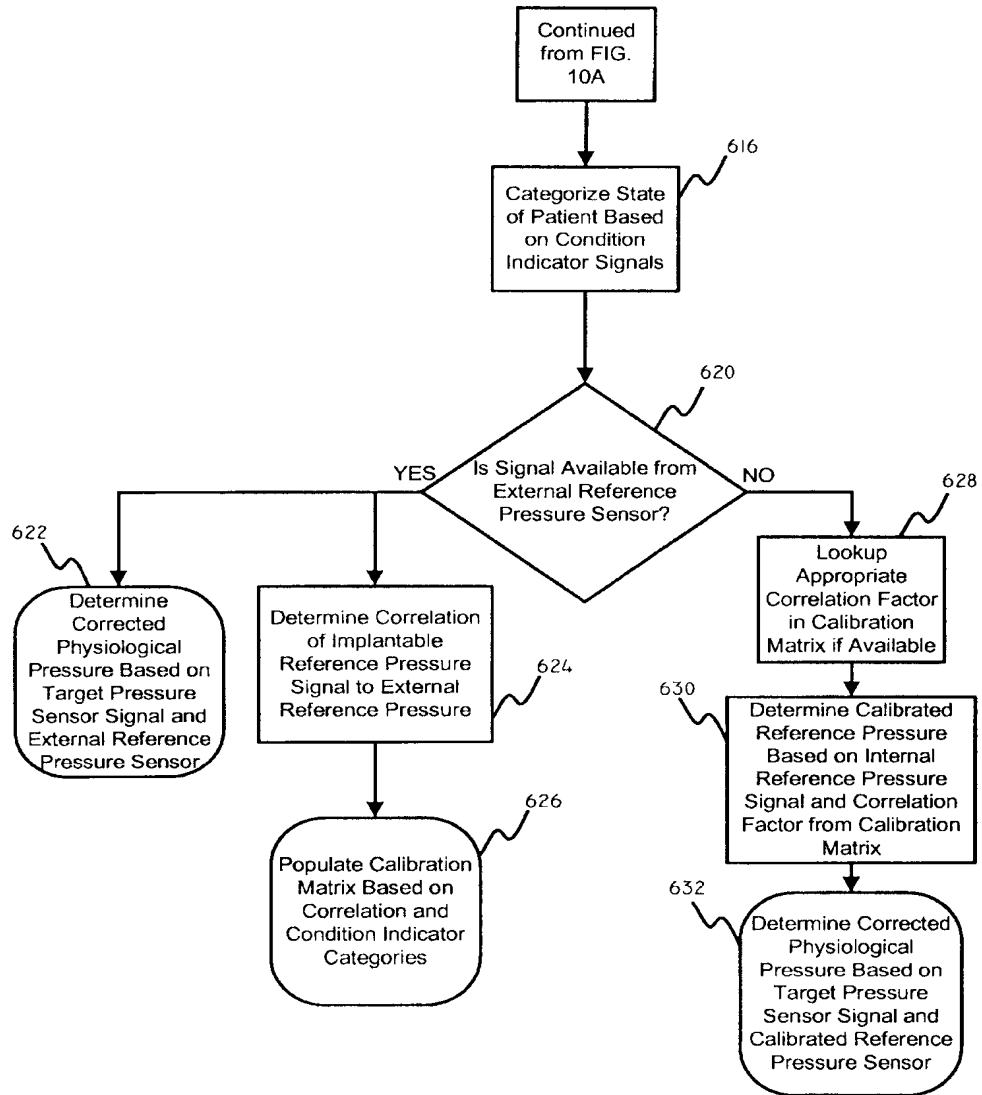 Continued
from FIG.
10A
616
Categorize State
of Patient Based
on Condition
Indicator Signals
620
Is Signal Available from
External Reference
Pressure Sensor?
YES
NO
622
Determine
Corrected
Physiological
Pressure Based on
Target Pressure
Sensor Signal and
External Reference
Pressure Sensor
Determine Correlation
of Implantable
Reference Pressure
Signal to External
Reference Pressure
624
626
Populate Calibration
Matrix Based on
Correlation and
Condition Indicator
Categories
628
Lookup
Appropriate
Correlation Factor
in Calibration
Matrix if Available
630
Determine Calibrated
Reference Pressure
Based on Internal
Reference Pressure
Signal and Correlation
Factor from Calibration
Matrix
632
Determine Corrected
Physiological
Pressure Based on
Target Pressure
Sensor Signal and
Calibrated Reference
Pressure Sensor